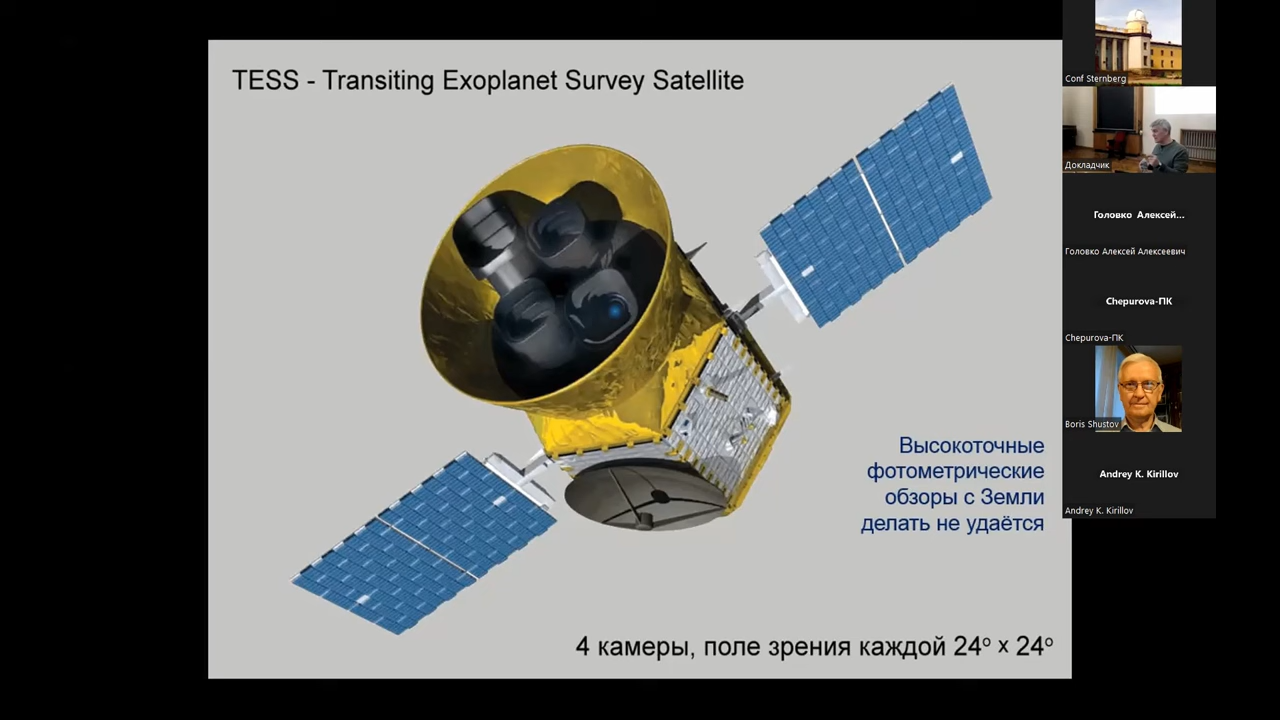 TESS - Transiting Exoplanet Survey Satellite
Высокоточные
фотометрические
обзоры с Земли
делать не удаётся
4 камеры, поле зрения каждой 24° x 24°
Conf Sternberg
Докладчик
Головко Алексей...
Головко Алексей Алексеевич
Chepurova-ПК
Chepurova-ПК
Boris Shustov
Andrey K. Kirillov
Andrey K. Kirillov